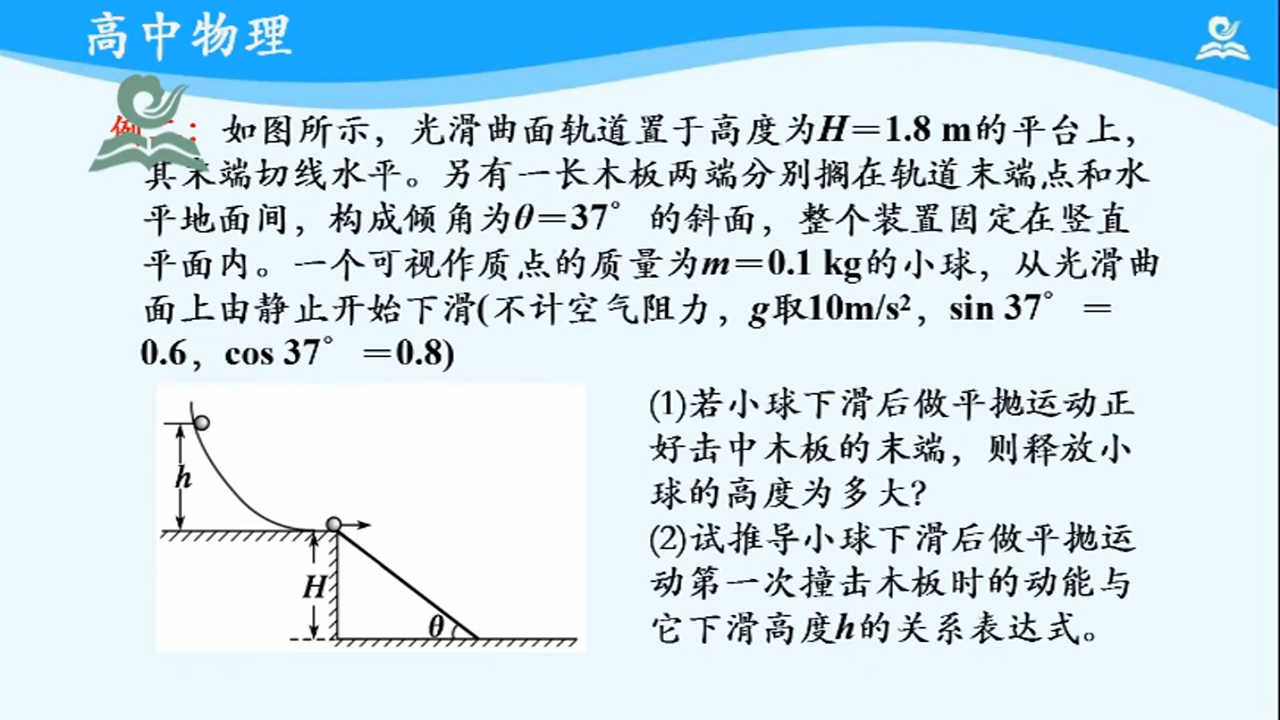 高中物理
例 ：如图所示，光滑曲面轨道置于高度为H＝1.8 m的平台上，
其末端切线水平。另有一长木板两端分别搁在轨道末端点和水
平地面间，构成倾角为θ＝37°的斜面，整个装置固定在竖直
平面内。一个可视作质点的质量为m＝0.1 kg的小球，从光滑曲
面上由静止开始下滑(不计空气阻力，g取10m/s²，sin 37°＝
0.6，cos 37°＝0.8)
(1)若小球下滑后做平抛运动正
好击中木板的末端，则释放小
球的高度为多大?
(2)试推导小球下滑后做平抛运
动第一次撞击木板时的动能与
它下滑高度h的关系表达式。
h
H
θ